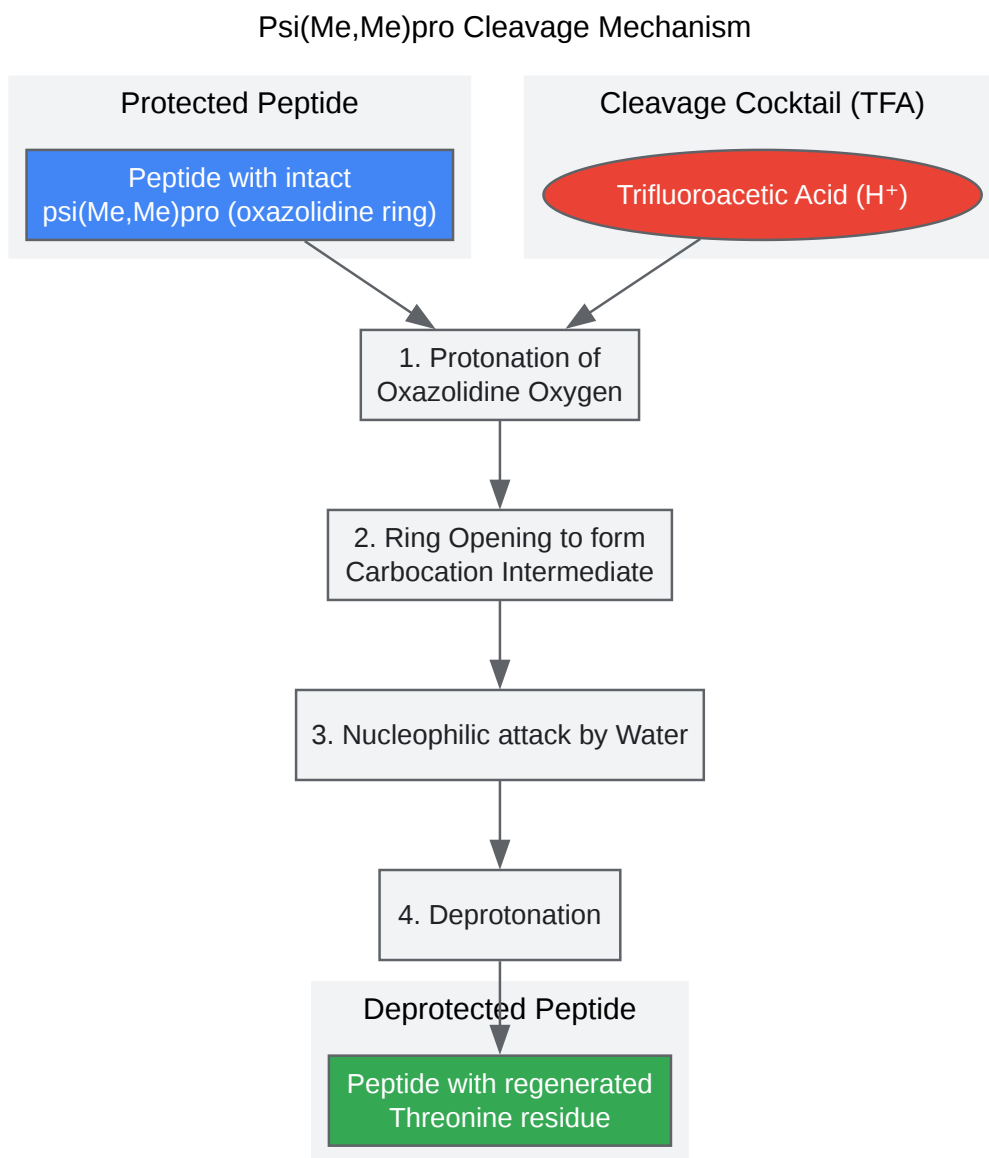 Psi(Me,Me)pro Cleavage Mechanism
Protected Peptide
Cleavage Cocktail (TFA)
Peptide with intact
psi(Me,Me)pro (oxazolidine ring)
Trifluoroacetic Acid (H⁺)
1. Protonation of
Oxazolidine Oxygen
2. Ring Opening to form
Carbocation Intermediate
3. Nucleophilic attack by Water
4. Deprotonation
Deprotected Peptide
Peptide with regenerated
Threonine residue